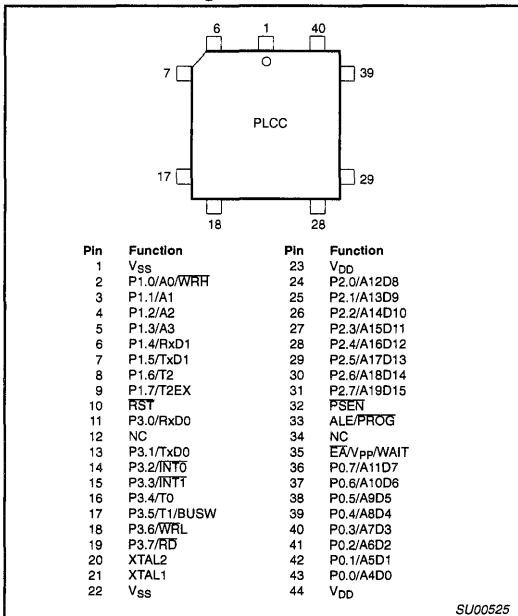 6 1 40
7 39
PLCC
17 29
18 28
Pin Function Pin Function
1 VSS 23 VDD
2 P1.0/A0/WRH 24 P2.0/A12D8
3 P1.1/A1 25 P2.1/A13D9
4 P1.2/A2 26 P2.2/A14D10
5 P1.3/A3 27 P2.3/A15D11
6 P1.4/RxD1 28 P2.4/A16D12
7 P1.5/TxD1 29 P2.5/A17D13
8 P1.6/T2 30 P2.6/A18D14
9 P1.7/T2EX 31 P2.7/A19D15
10 RST 32 PSEN
11 P3.0/RxD0 33 ALE/PROG
12 NC 34 NC
13 P3.1/TxD0 35 EA/VPP/WAIT
14 P3.2/INT0 36 P0.7/A11D7
15 P3.3/INT1 37 P0.6/A10D6
16 P3.4/T0 38 P0.5/A9D5
17 P3.5/T1/BUSW 39 P0.4/A8D4
18 P3.6/WRL 40 P0.3/A7D3
19 P3.7/RD 41 P0.2/A6D2
20 XTAL2 42 P0.1/A5D1
21 XTAL1 43 P0.0/A4D0
22 VSS 44 VDD
SU00525